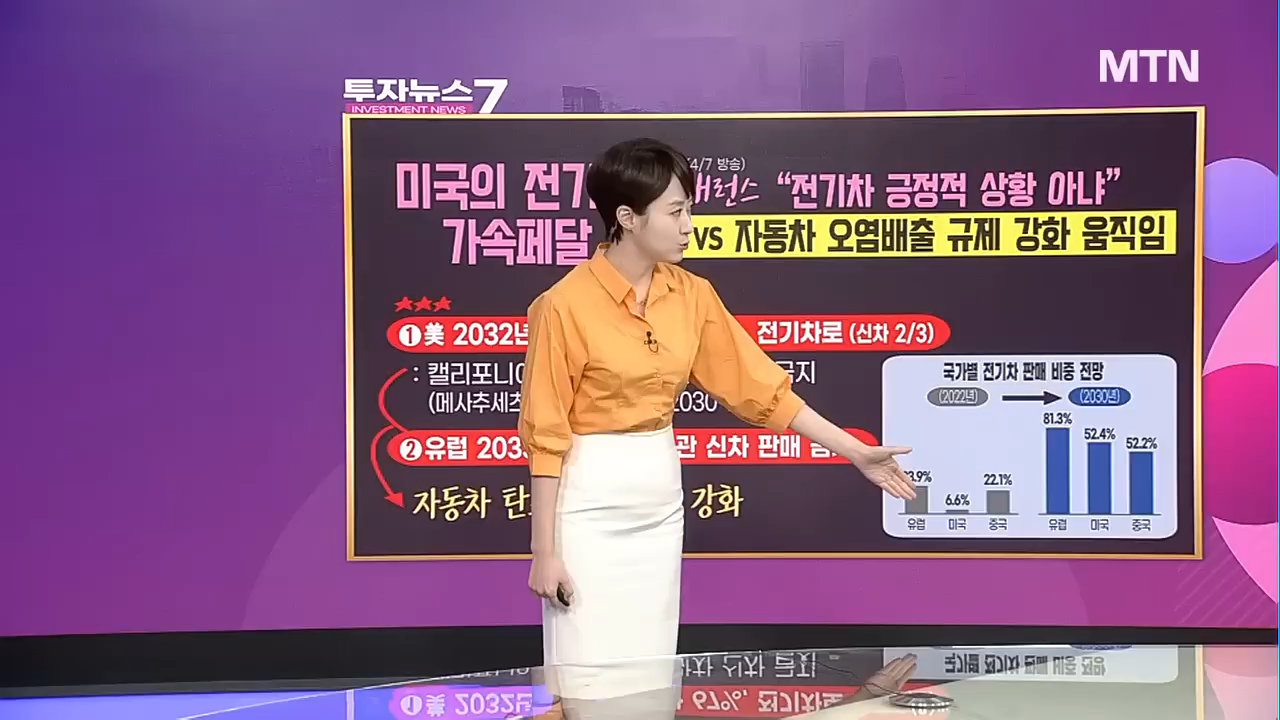 MTN
투자뉴스 7
INVESTMENT NEWS
(4/7 방송)
미국의 전기
"전기차 긍정적 상황 아냐"
가속페달
vs 자동차 오염배출 규제 강화 움직임
①美 2032년 전기차로 (신차 2/3)
: 캘리포니아 금지
(메사추세츠 2030
②유럽 2035 신차 판매
자동차 강화
국가별 전기차 판매 비중 전망
(2022년) (2030년)
81.3%
52.4%
52.2%
22.1%
6.6%
유럽 미국 중국 유럽 미국 중국